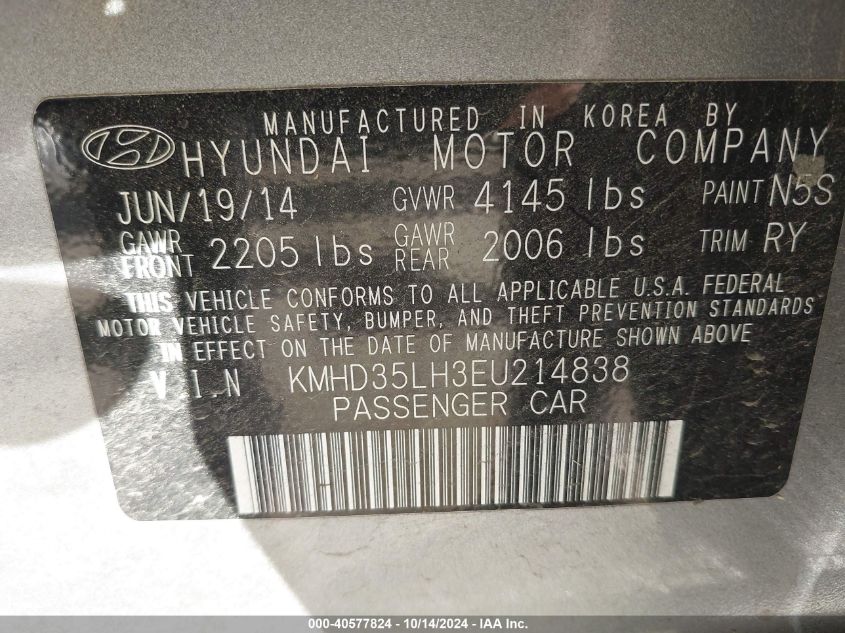 MANUFACTURED IN KOREA BY
HYUNDAI MOTOR COMPANY
JUN/19/14 GVWR 4145 lbs PAINT N5S
GAWR FRONT 2205 lbs GAWR REAR 2006 lbs TRIM RY
THIS VEHICLE CONFORMS TO ALL APPLICABLE U.S.A. FEDERAL
MOTOR VEHICLE SAFETY, BUMPER, AND THEFT PREVENTION STANDARDS
IN EFFECT ON THE DATE OF MANUFACTURE SHOWN ABOVE
V.I.N KMHD35LH3EU214838
PASSENGER CAR
000-40577824 - 10/14/2024 - IAA Inc.